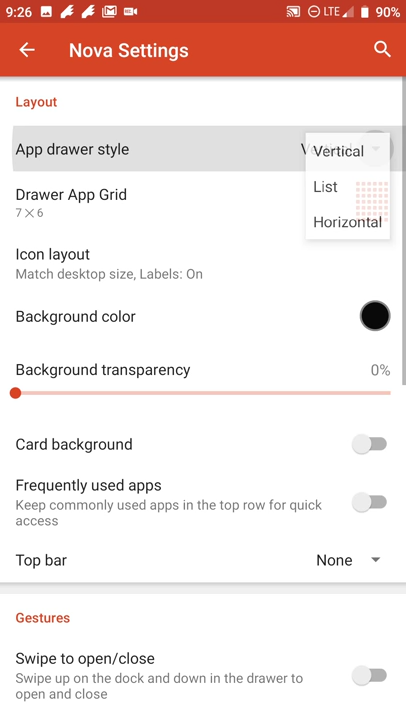 9:26 LTE 90%
Nova Settings
Layout
App drawer style
Vertical
List
Horizontal
Drawer App Grid
7 X 6
Icon layout
Match desktop size, Labels: On
Background color
Background transparency 0%
Card background
Frequently used apps
Keep commonly used apps in the top row for quick
access
Top bar None
Gestures
Swipe to open/close
Swipe up on the dock and down in the drawer to
open and close